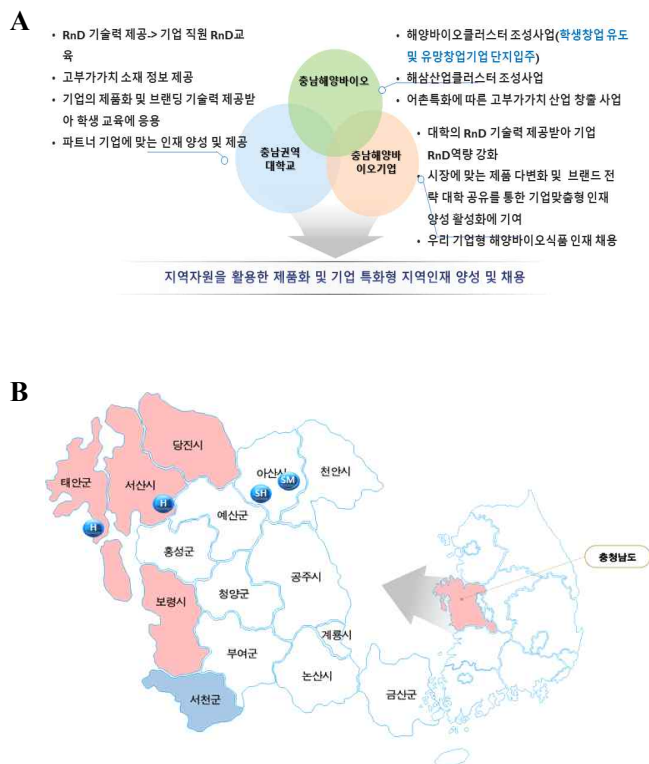 A
• RnD 기술력 제공-> 기업 직원 RnD교
육
• 고부가가치 소재 정보 제공
• 기업의 제품화 및 브랜딩 기술력 제공받
아 학생 교육에 응용
• 파트너 기업에 맞는 인재 양성 및 제공
충남해양바이오
충남권역
대학교
충남해양바
이오기업
• 해양바이오클러스터 조성사업(학생창업 유도
및 유망창업기업 단지입주)
• 해삼산업클러스터 조성사업
• 어촌특화에 따른 고부가가치 산업 창출 사업
• 대학의 RnD 기술력 제공받아 기업
RnD역량 강화
• 시장에 맞는 제품 다변화 및 브랜드 전
략 대학 공유를 통한 기업맞춤형 인재
양성 활성화에 기여
• 우리 기업형 해양바이오식품 인재 채용
지역자원을 활용한 제품화 및 기업 특화형 지역인재 양성 및 채용
B
당진시
아산시
천안시
태안군
서산시
SM
SH
H
H
예산군
홍성군
공주시
충청남도
청양군
보령시
계룡시
부여군
논산시
서천군
금산군